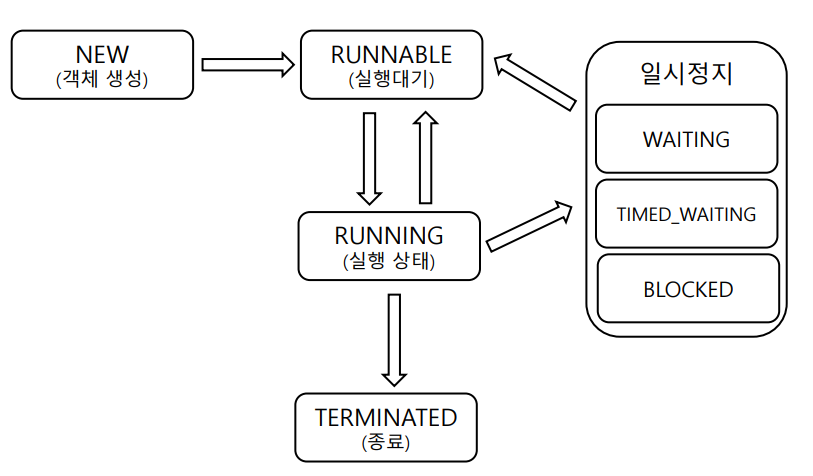 NEW
(객체 생성)
RUNNABLE
(실행대기)
일시정지
WAITING
TIMED_WAITING
BLOCKED
RUNNING
(실행 상태)
TERMINATED
(종료)